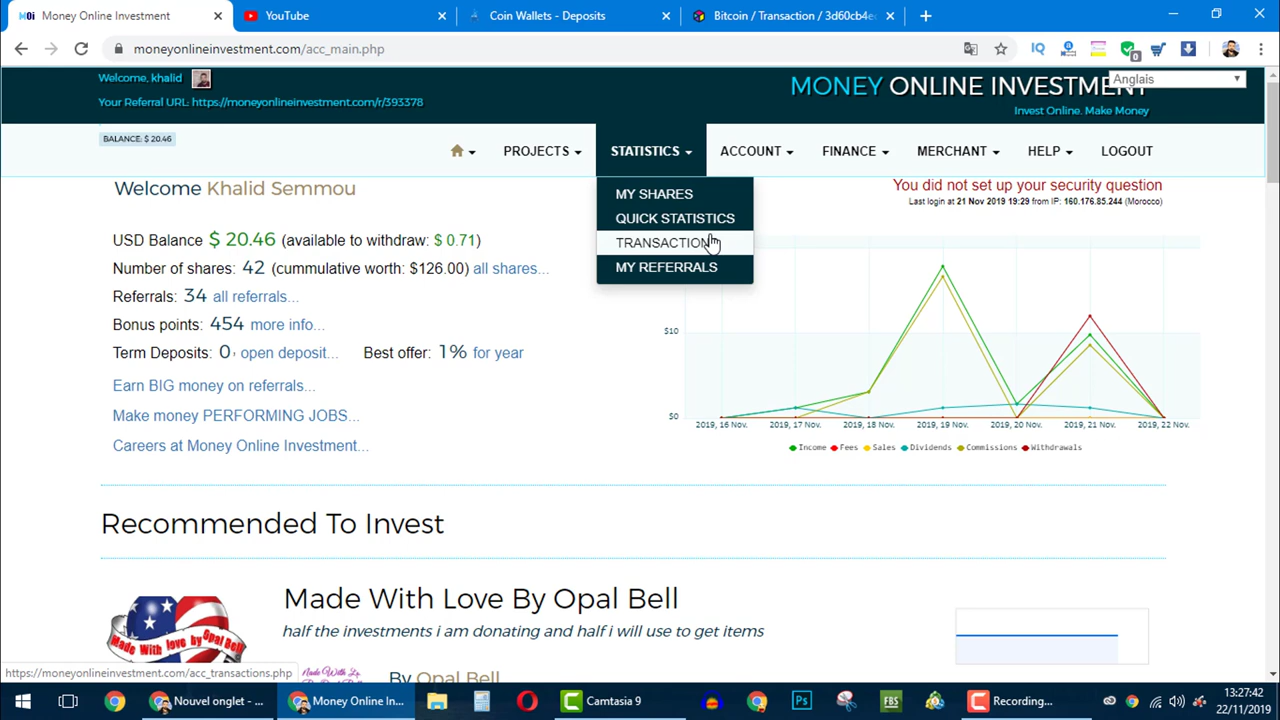 Money Online Investment
YouTube
Coin Wallets - Deposits
Bitcoin / Transaction / 3d60cb4e
moneyonlineinvestment.com/acc_main.php
Welcome, khalid
Your Referral URL: https://moneyonlineinvestment.com/r/393378
MONEY ONLINE INVESTMENT
Anglais
Invest Online. Make Money
BALANCE: $ 20.46
PROJECTS
STATISTICS
ACCOUNT
FINANCE
MERCHANT
HELP
LOGOUT
MY SHARES
QUICK STATISTICS
TRANSACTION
MY REFERRALS
Welcome Khalid Semmou
You did not set up your security question
Last login at 21 Nov 2019 19:29 from IP: 160.176.85.244 (Morocco)
USD Balance $ 20.46 (available to withdraw: $ 0.71)
Number of shares: 42 (cummulative worth: $126.00) all shares...
Referrals: 34 all referrals...
Bonus points: 454 more info...
Term Deposits: 0, open deposit... Best offer: 1% for year
Earn BIG money on referrals...
Make money PERFORMING JOBS...
Careers at Money Online Investment...
$10
$0
2019, 16 Nov. 2019, 17 Nov. 2019, 18 Nov. 2019, 19 Nov. 2019, 20 Nov. 2019, 21 Nov. 2019, 22 Nov.
Income Fees Sales Dividends Commissions Withdrawals
Recommended To Invest
Made With Love By Opal Bell
half the investments i am donating and half i will use to get items
By Opal Bell
Made With love by Opal Bell
https://moneyonlineinvestment.com/acc_transactions.php
Nouvel onglet - ...
Money Online In...
Camtasia 9
Recording...
13:27:42
22/11/2019